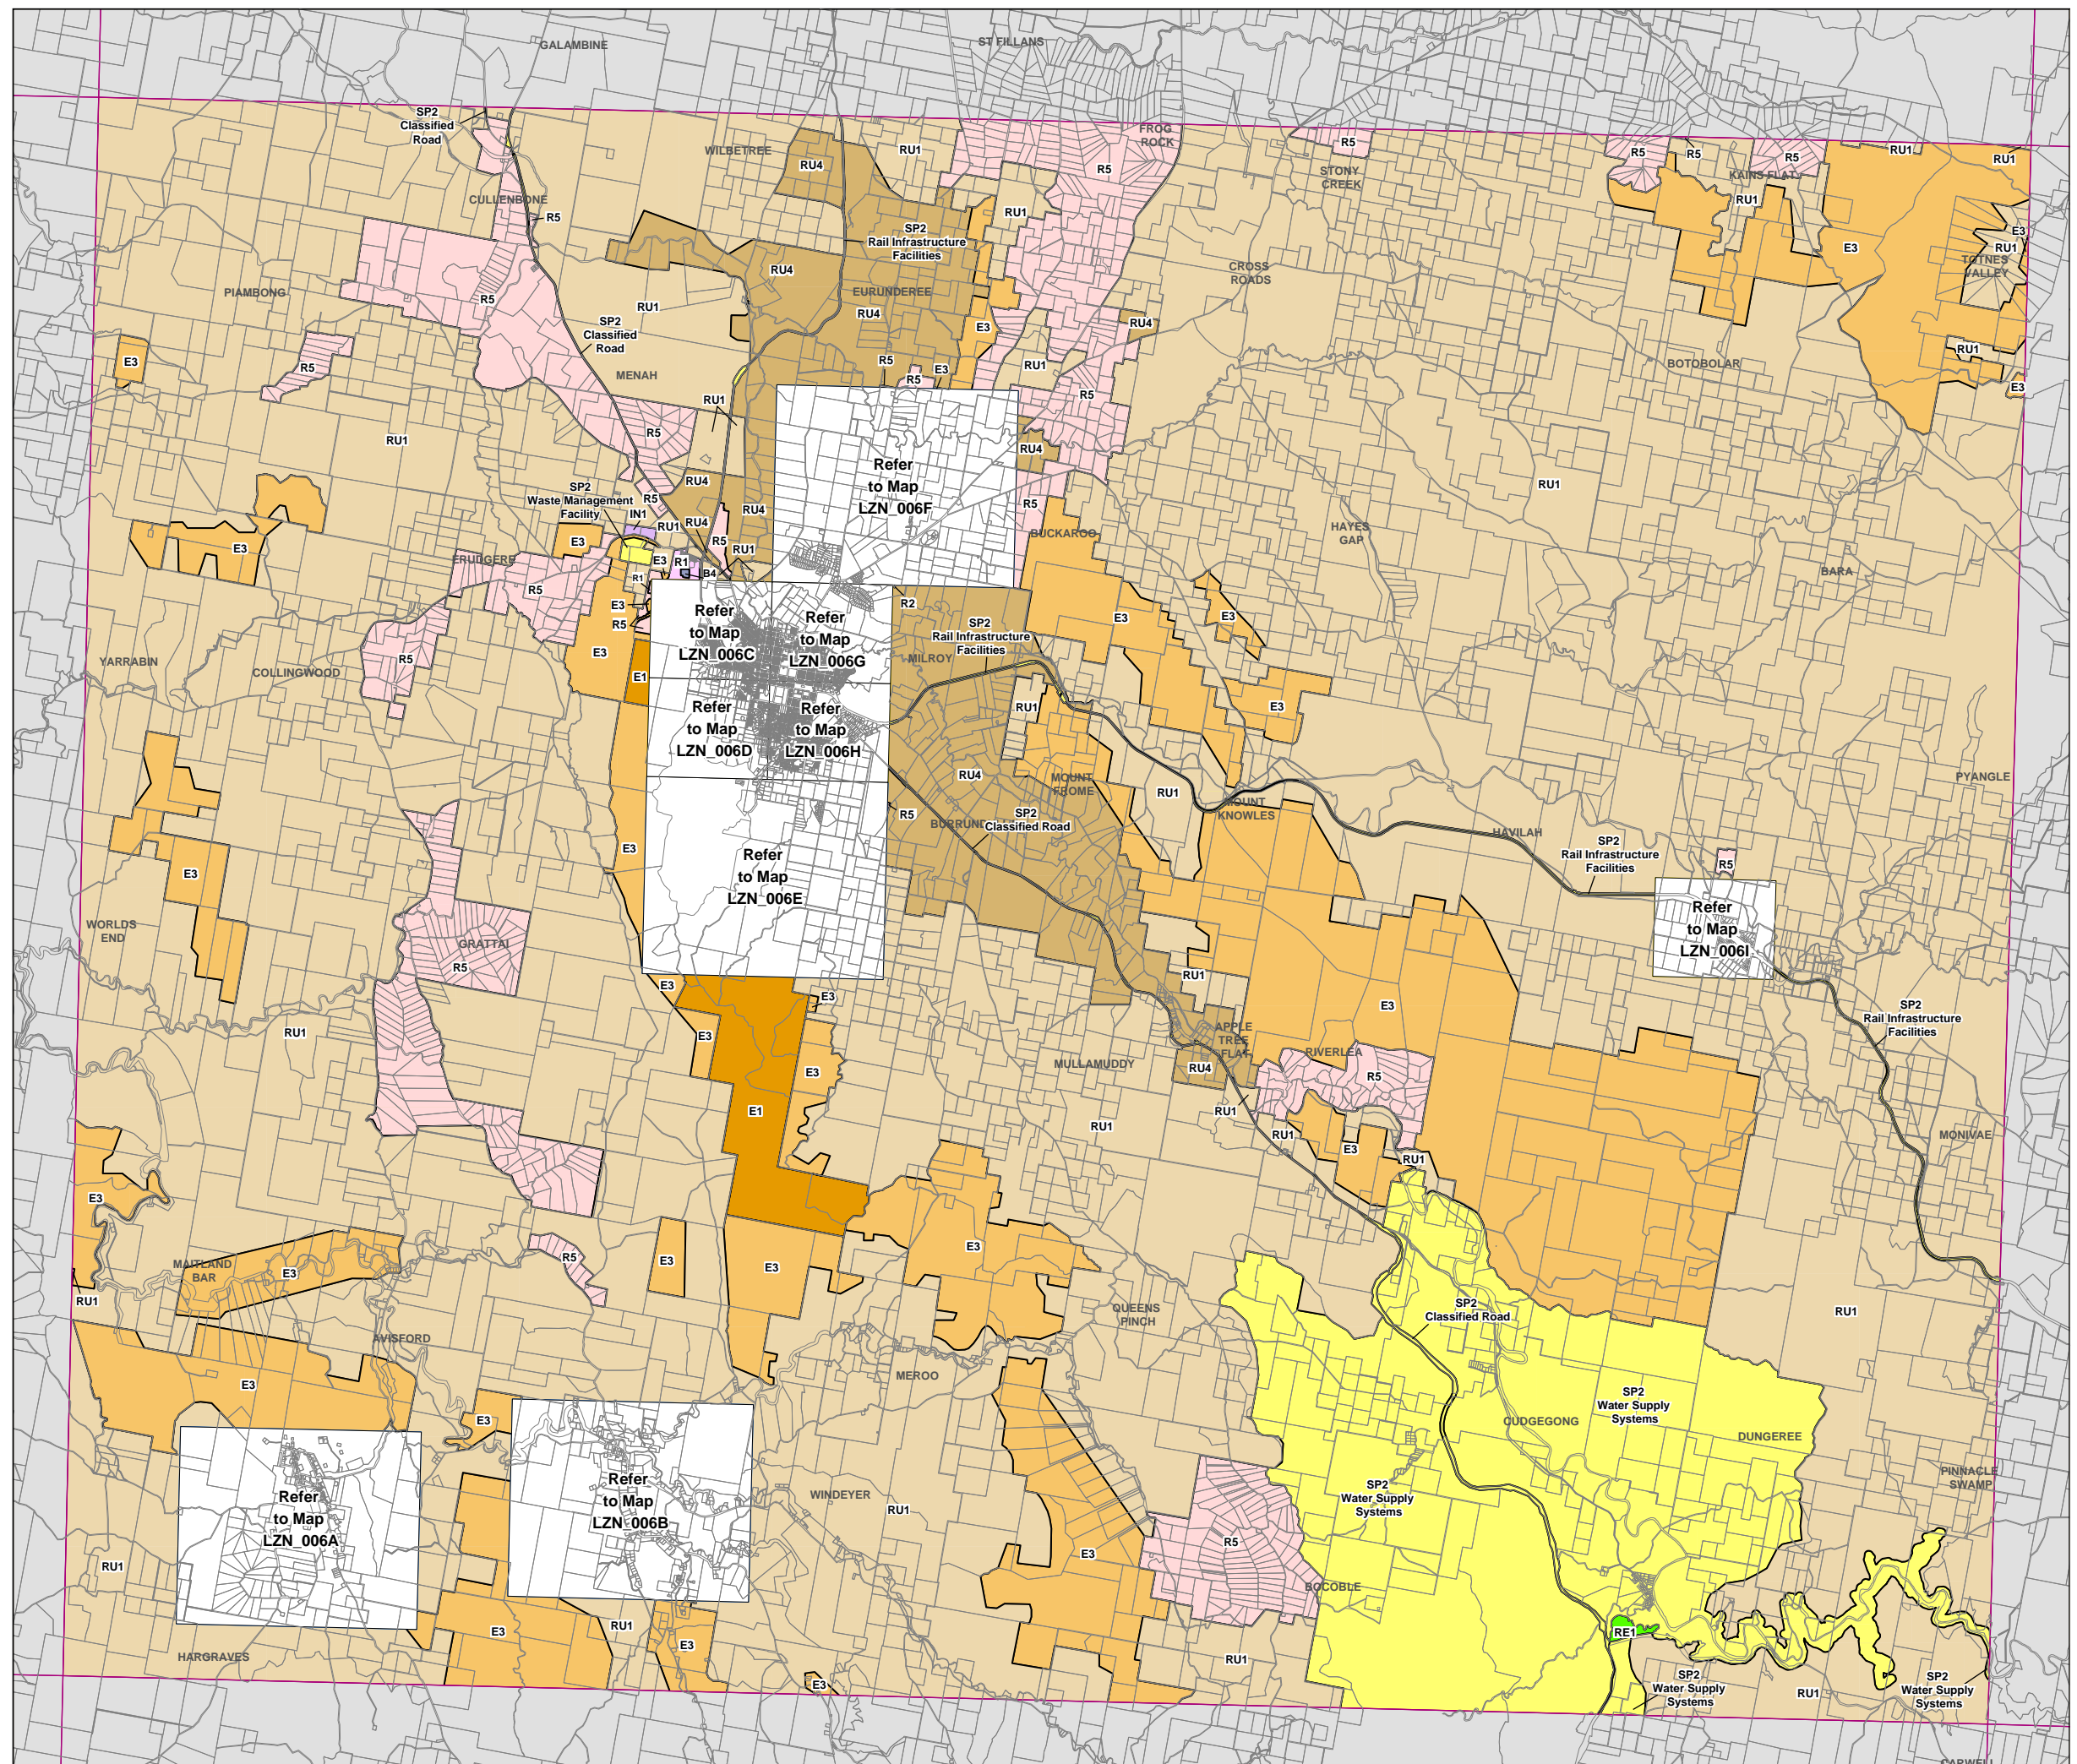 GALAMBINE
ST FILLANS
SP2
Classified
Road
WILBETREE
RU1
FROG
ROCK
R5
RU4
R5
STONY
CREEK
R5
R5
R5
KAINS FLAT
RU1
RU1
CULLENBONE
R5
RU1
RU1
SP2
Rail Infrastructure
Facilities
E3
E3
RU1
TOTNES
VALLEY
CROSS
ROADS
RU4
PIAMBONG
R5
EURUNDEREE
RU4
RU1
SP2
Classified
Road
E3
RU4
E3
R5
MENAH
R5
R5
E3
RU1
R5
BOTOBOLAR
RU1
E3
RU1
R5
RU1
RU4
Refer
to Map
LZN_006F
RU1
SP2
Waste Management
Facility
RU4
R5
IN1
RU1
RU4
RU4
R5
BUCKAROO
HAYES
GAP
E3
E3
ERUDGERE
R5
RU1
E3
R1
B4
R1
R5
BARA
E3
R5
Refer
to Map
LZN_006C
Refer
to Map
LZN_006G
R2
SP2
Rail Infrastructure
Facilities
E3
E3
YARRABIN
COLLINGWOOD
R5
E3
E1
MILROY
Refer
to Map
LZN_006D
Refer
to Map
LZN_006H
RU1
E3
RU4
MOUNT
FROME
RU1
MOUNT
KNOWLES
PYANGLE
R5
BURRUND
SP2
Classified Road
HAVILAH
SP2
Rail Infrastructure
Facilities
R5
E3
E3
Refer
to Map
LZN_006E
WORLDS
END
GRATTAI
R5
Refer
to Map
LZN_006I
RU1
E3
E3
E3
SP2
Rail Infrastructure
Facilities
RU1
E3
APPLE
TREE
FLAT
RIVERLEA
E3
MULLAMUDDY
RU4
R5
E1
RU1
RU1
RU1
E3
RU1
MONIVAE
E3
E3
MAITLAND
BAR
E3
R5
E3
E3
RU1
QUEENS
PINCH
SP2
Classified Road
RU1
AVISFORD
MEROO
E3
E3
SP2
Water Supply
Systems
CUDGEGONG
DUNGEREE
Refer
to Map
LZN_006A
Refer
to Map
LZN_006B
WINDEYER
RU1
SP2
Water Supply
Systems
PINNACLE
SWAMP
E3
R5
RU1
BOCOBLE
E3
RU1
E3
RE1
HARGRAVES
E3
RU1
SP2
Water Supply
Systems
RU1
SP2
Water Supply
Systems